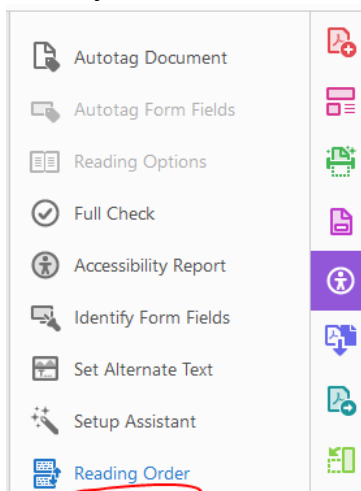 Autotag Document
Autotag Form Fields
Reading Options
Full Check
Accessibility Report
Identify Form Fields
Set Alternate Text
Setup Assistant
Reading Order